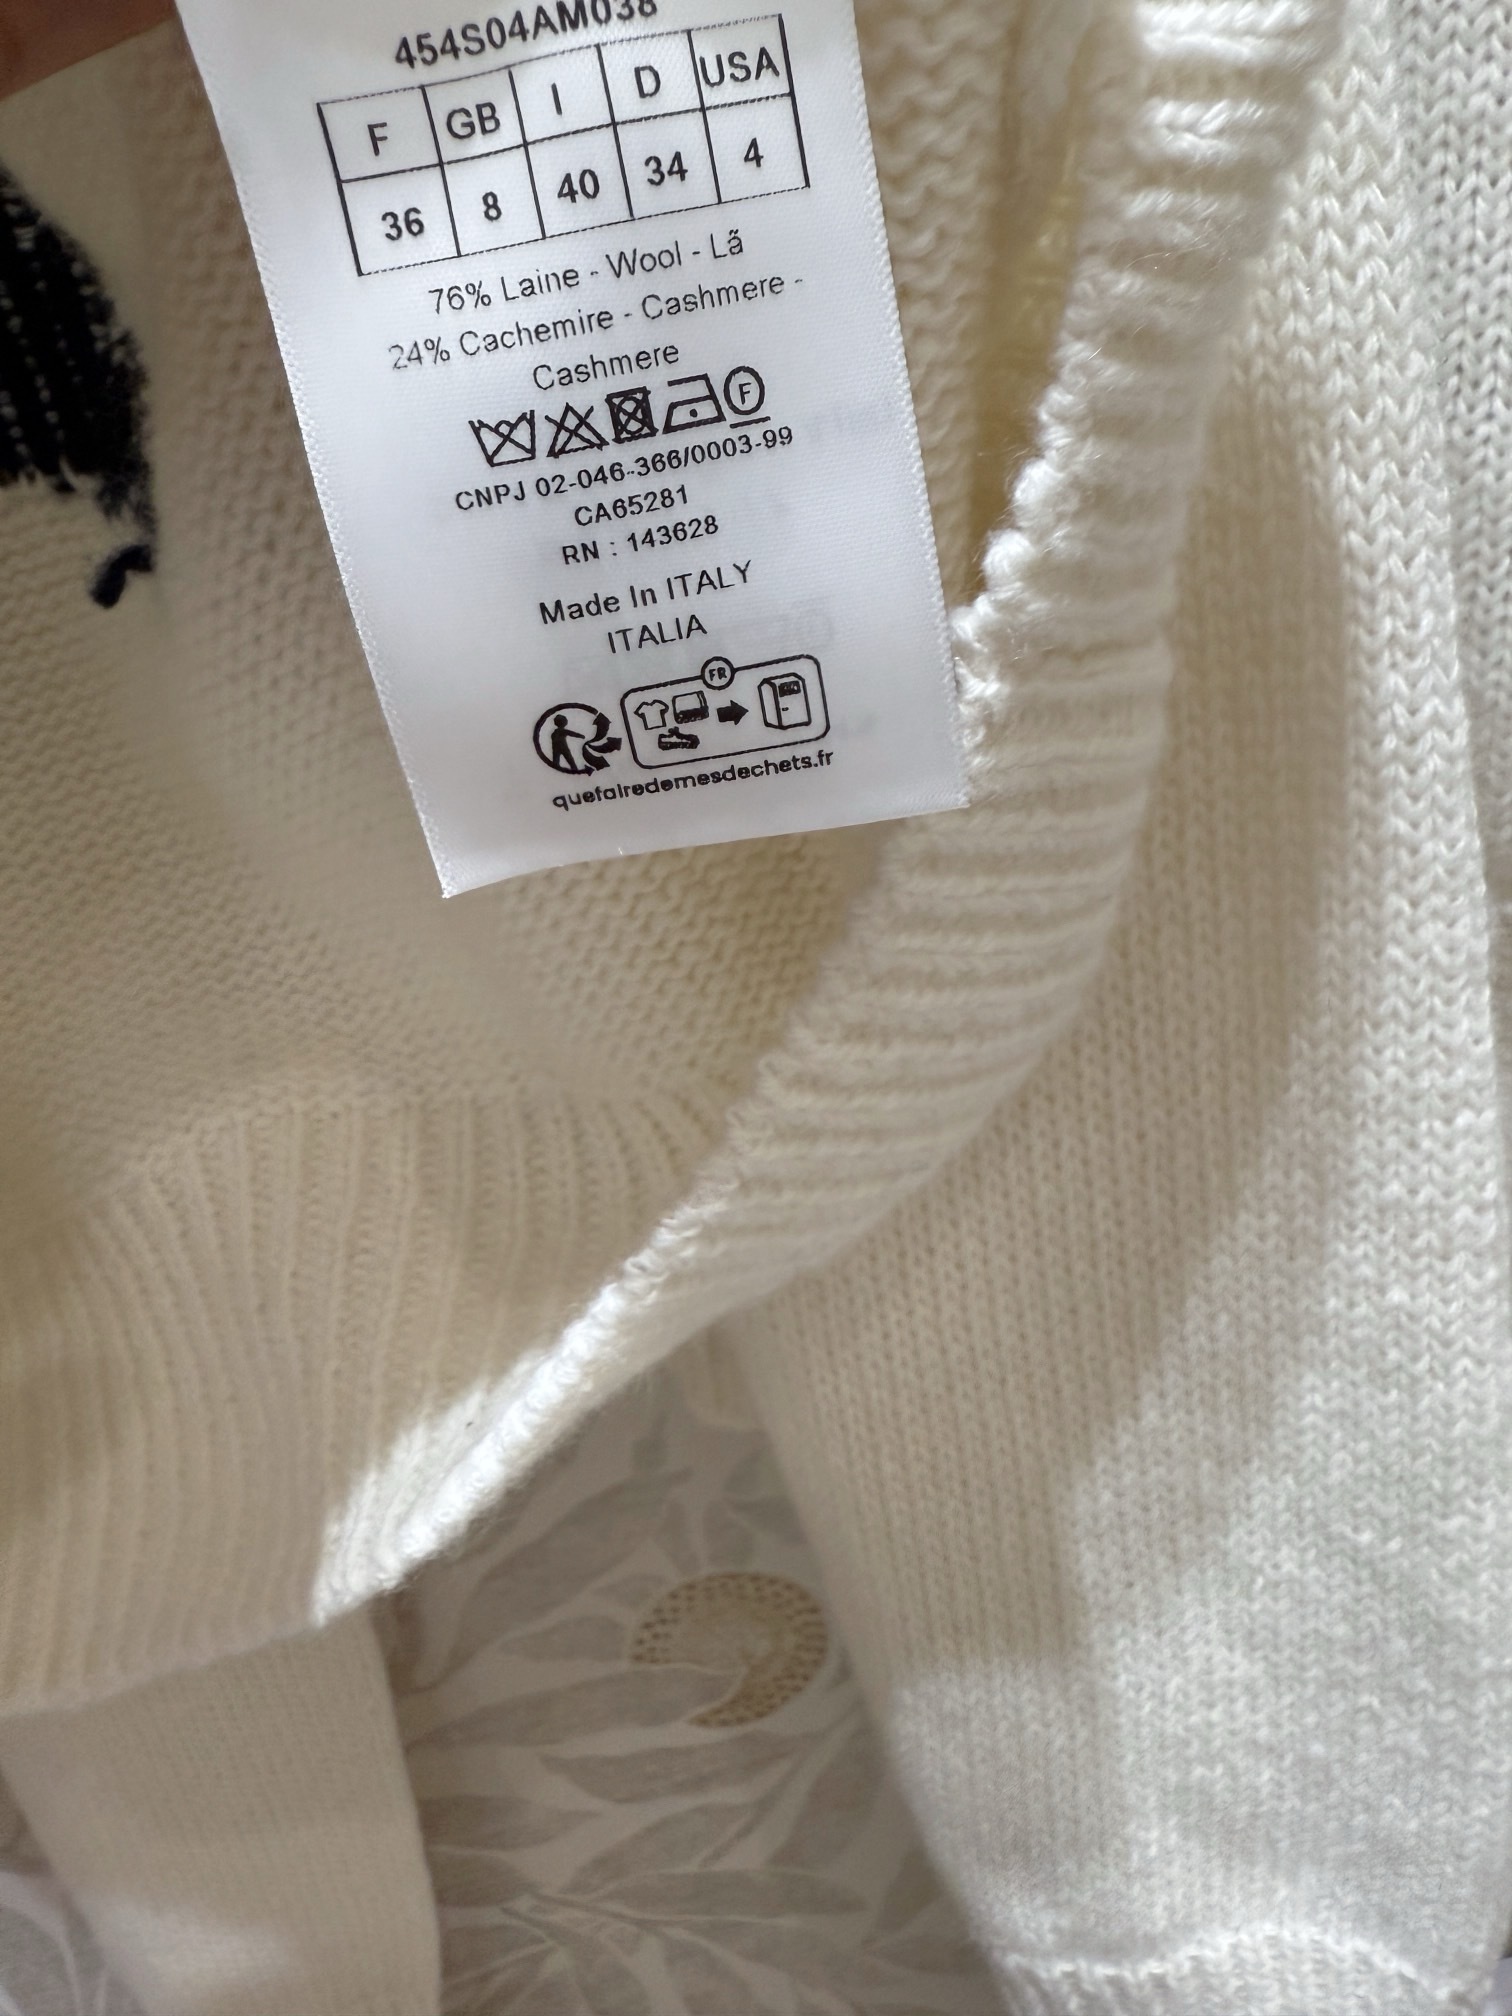 454S04AM038
F GB I D USA
36 8 40 34 4
76% Laine - Wool - Lã
24% Cachemire - Cashmere -
Cashmere
F
CNPJ 02-046-366/0003-99
CA65281
RN : 143628
Made In ITALY
ITALIA
FR
quefairedemesdechets.fr